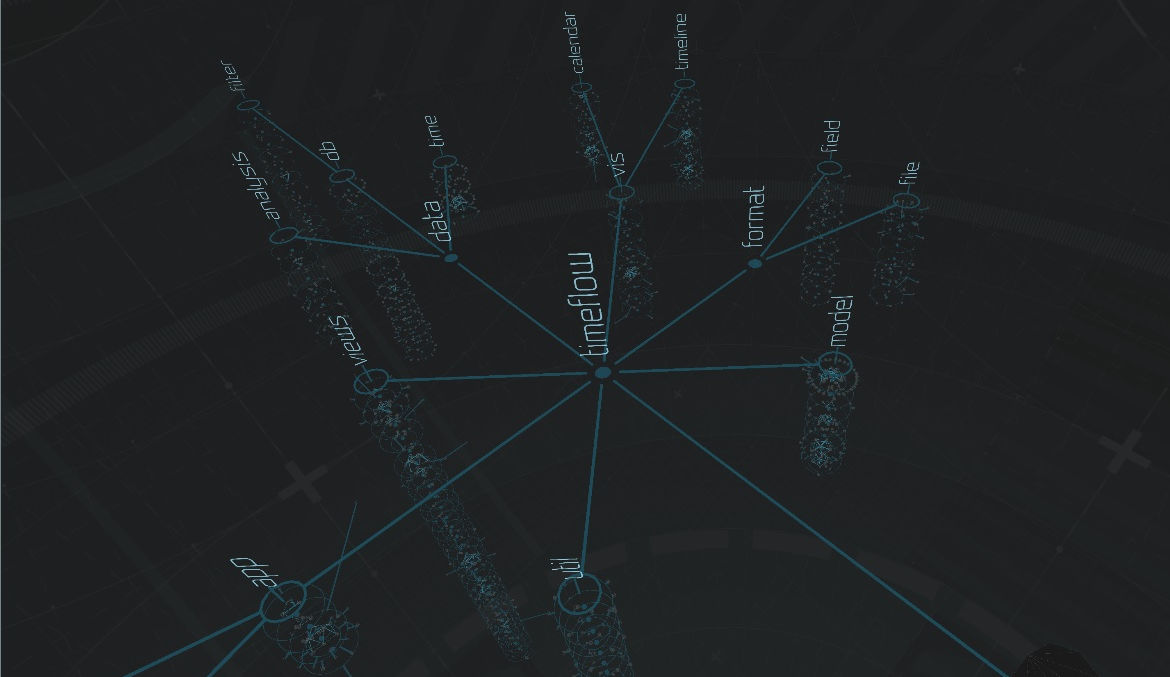 calendar
timeline
filter
db
time
vis
field
file
analysis
data
format
timeflow
views
model
app
util